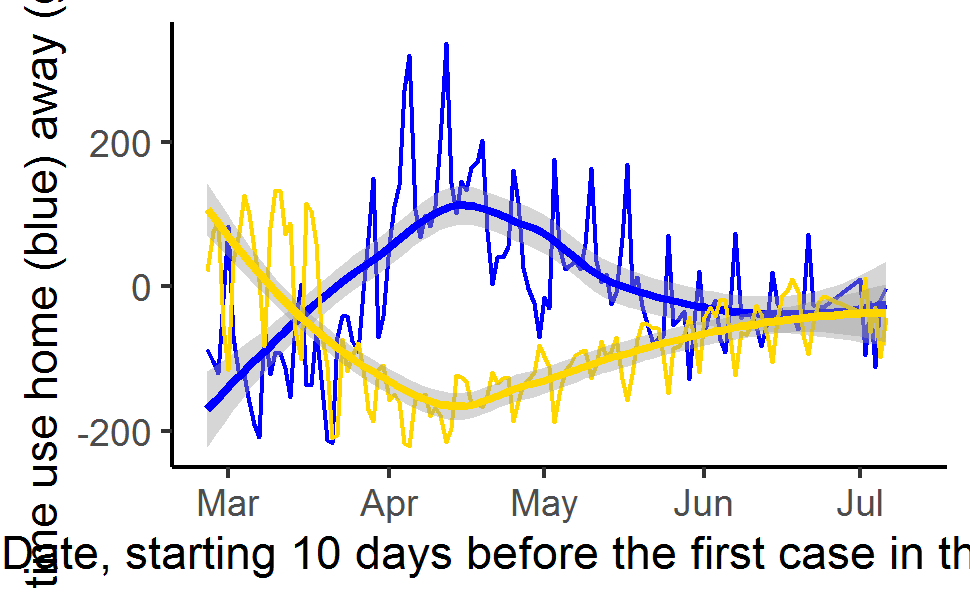 time use home (blue) away (
200
0
-200
Mar Apr May Jun Jul
Date, starting 10 days before the first case in th